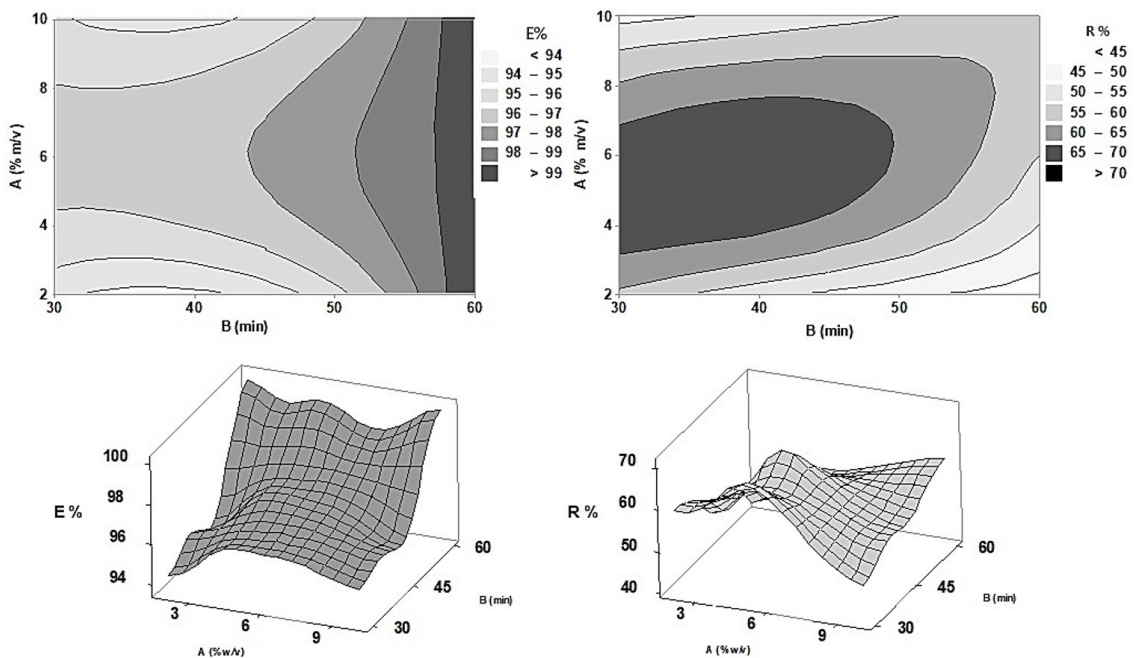 E%
< 94
94 – 95
95 – 96
96 – 97
97 – 98
98 – 99
> 99
A (% m/v)
10
8
6
4
2
30
40
50
60
B (min)
R %
< 45
45 – 50
50 – 55
55 – 60
60 – 65
65 – 70
> 70
A (% m/v)
10
8
6
4
2
30
40
50
60
B (min)
E %
100
98
96
94
3
6
9
A (% w/v)
30
45
60
B (min)
R %
70
60
50
40
3
6
9
A (% w/v)
30
45
60
B (min)